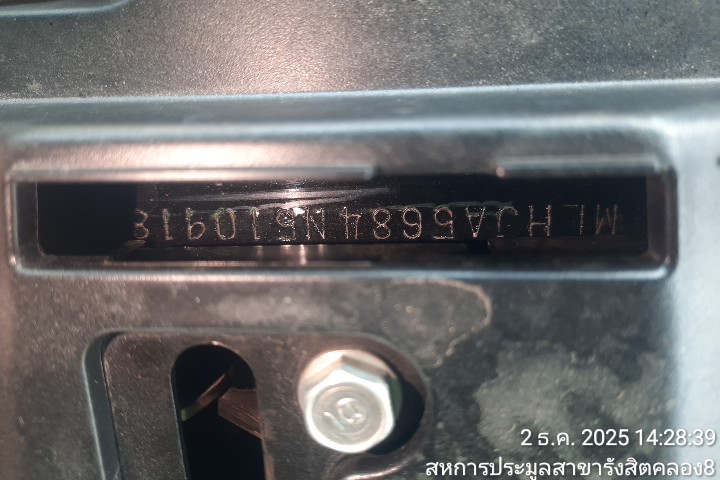 MLHJA5684N510918
2 ธ.ค. 2025 14:28:39
สหการประมูลสาขารังสิตคลอง8